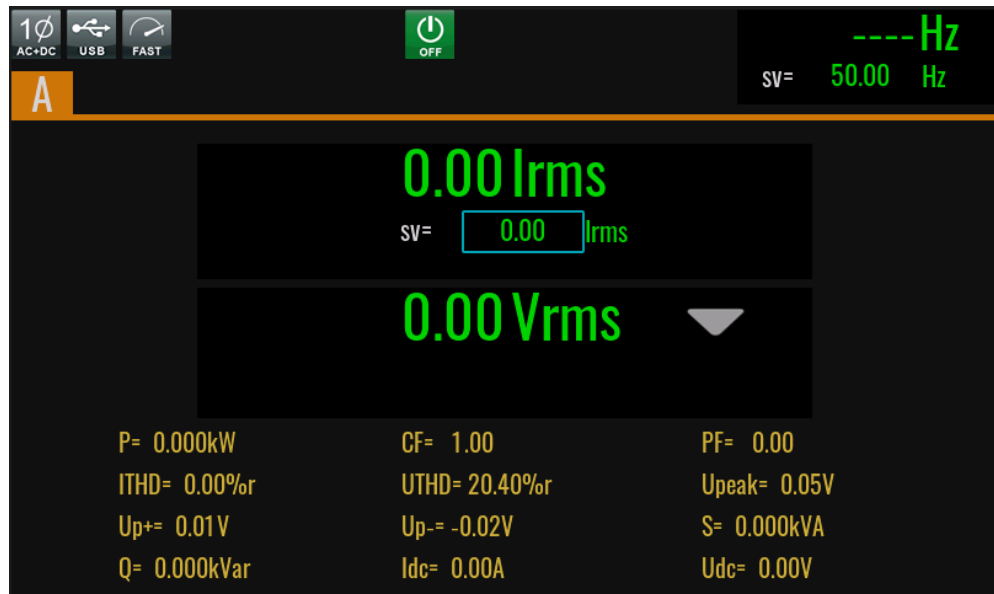 1Ø
AC+DC USB FAST OFF
----Hz
sv= 50.00 Hz
A
0.00 Irms
sv= 0.00 Irms
0.00 Vrms
P= 0.000kW CF= 1.00 PF= 0.00
ITHD= 0.00%r UTHD= 20.40%r Upeak= 0.05V
Up+= 0.01V Up-= -0.02V S= 0.000kVA
Q= 0.000kVar Idc= 0.00A Udc= 0.00V